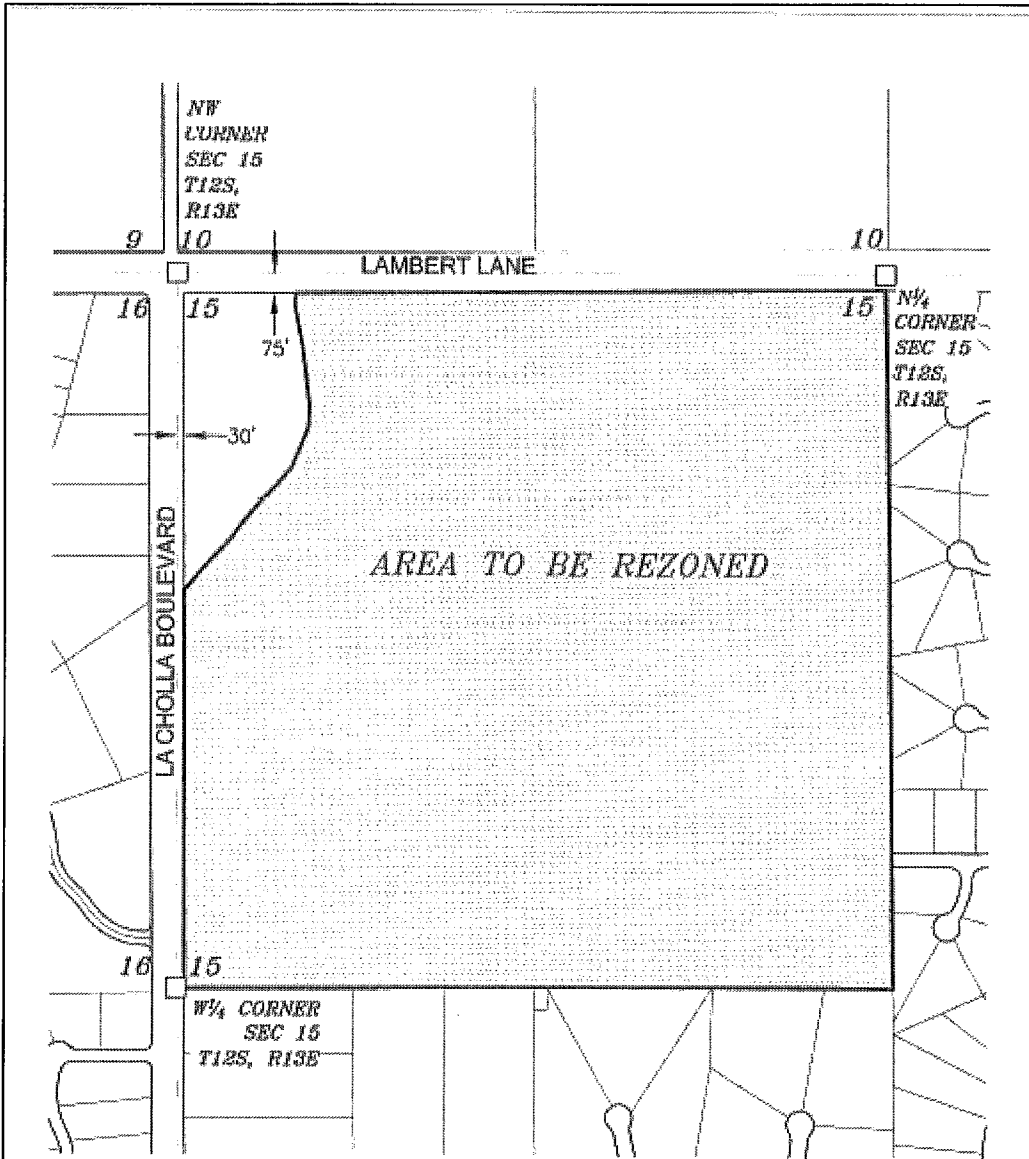 NW
CORNER
SEC 15
T12S,
R13E
9 10
10
LAMBERT LANE
16 15
15
N¼
CORNER
SEC 15
T12S,
R13E
75'
30'
LA CHOLLA BOULEVARD
AREA TO BE REZONED
16 15
W¼ CORNER
SEC 15
T12S, R13E